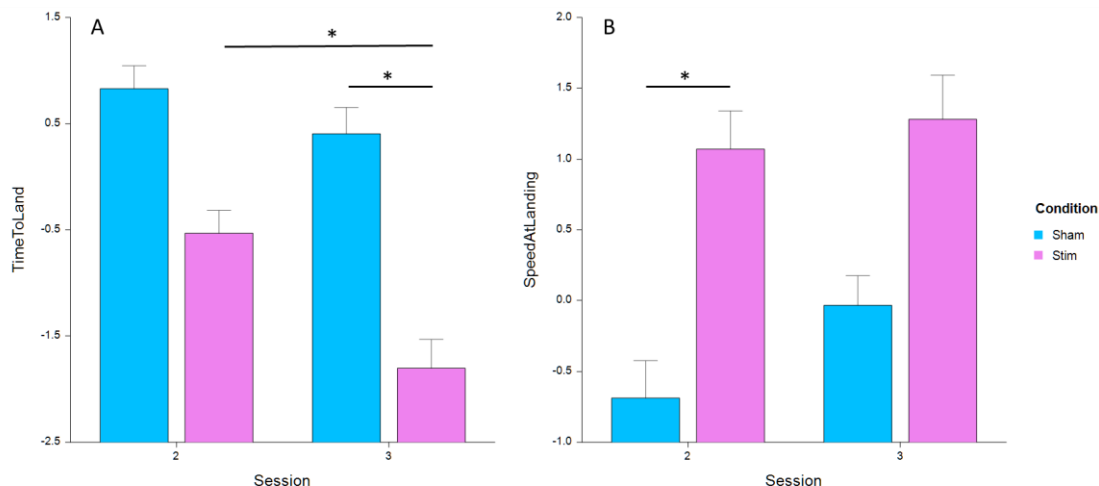 A
*
*
1.5
0.5
-0.5
-1.5
-2.5
TimeToLand
2
3
Session
B
*
2.0
1.5
1.0
0.5
0.0
-0.5
-1.0
SpeedAtLanding
2
3
Session
Condition
Sham
Stim